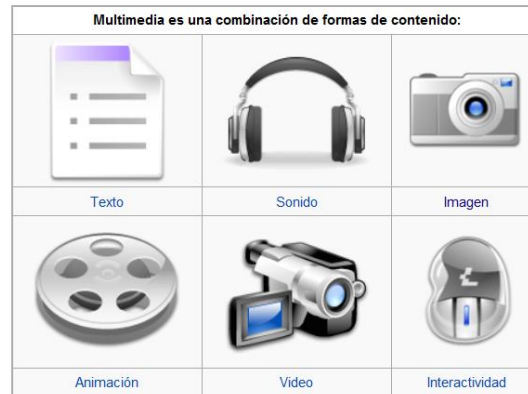 Multimedia es una combinación de formas de contenido:
Texto
Sonido
Imagen
Animación
Video
Interactividad